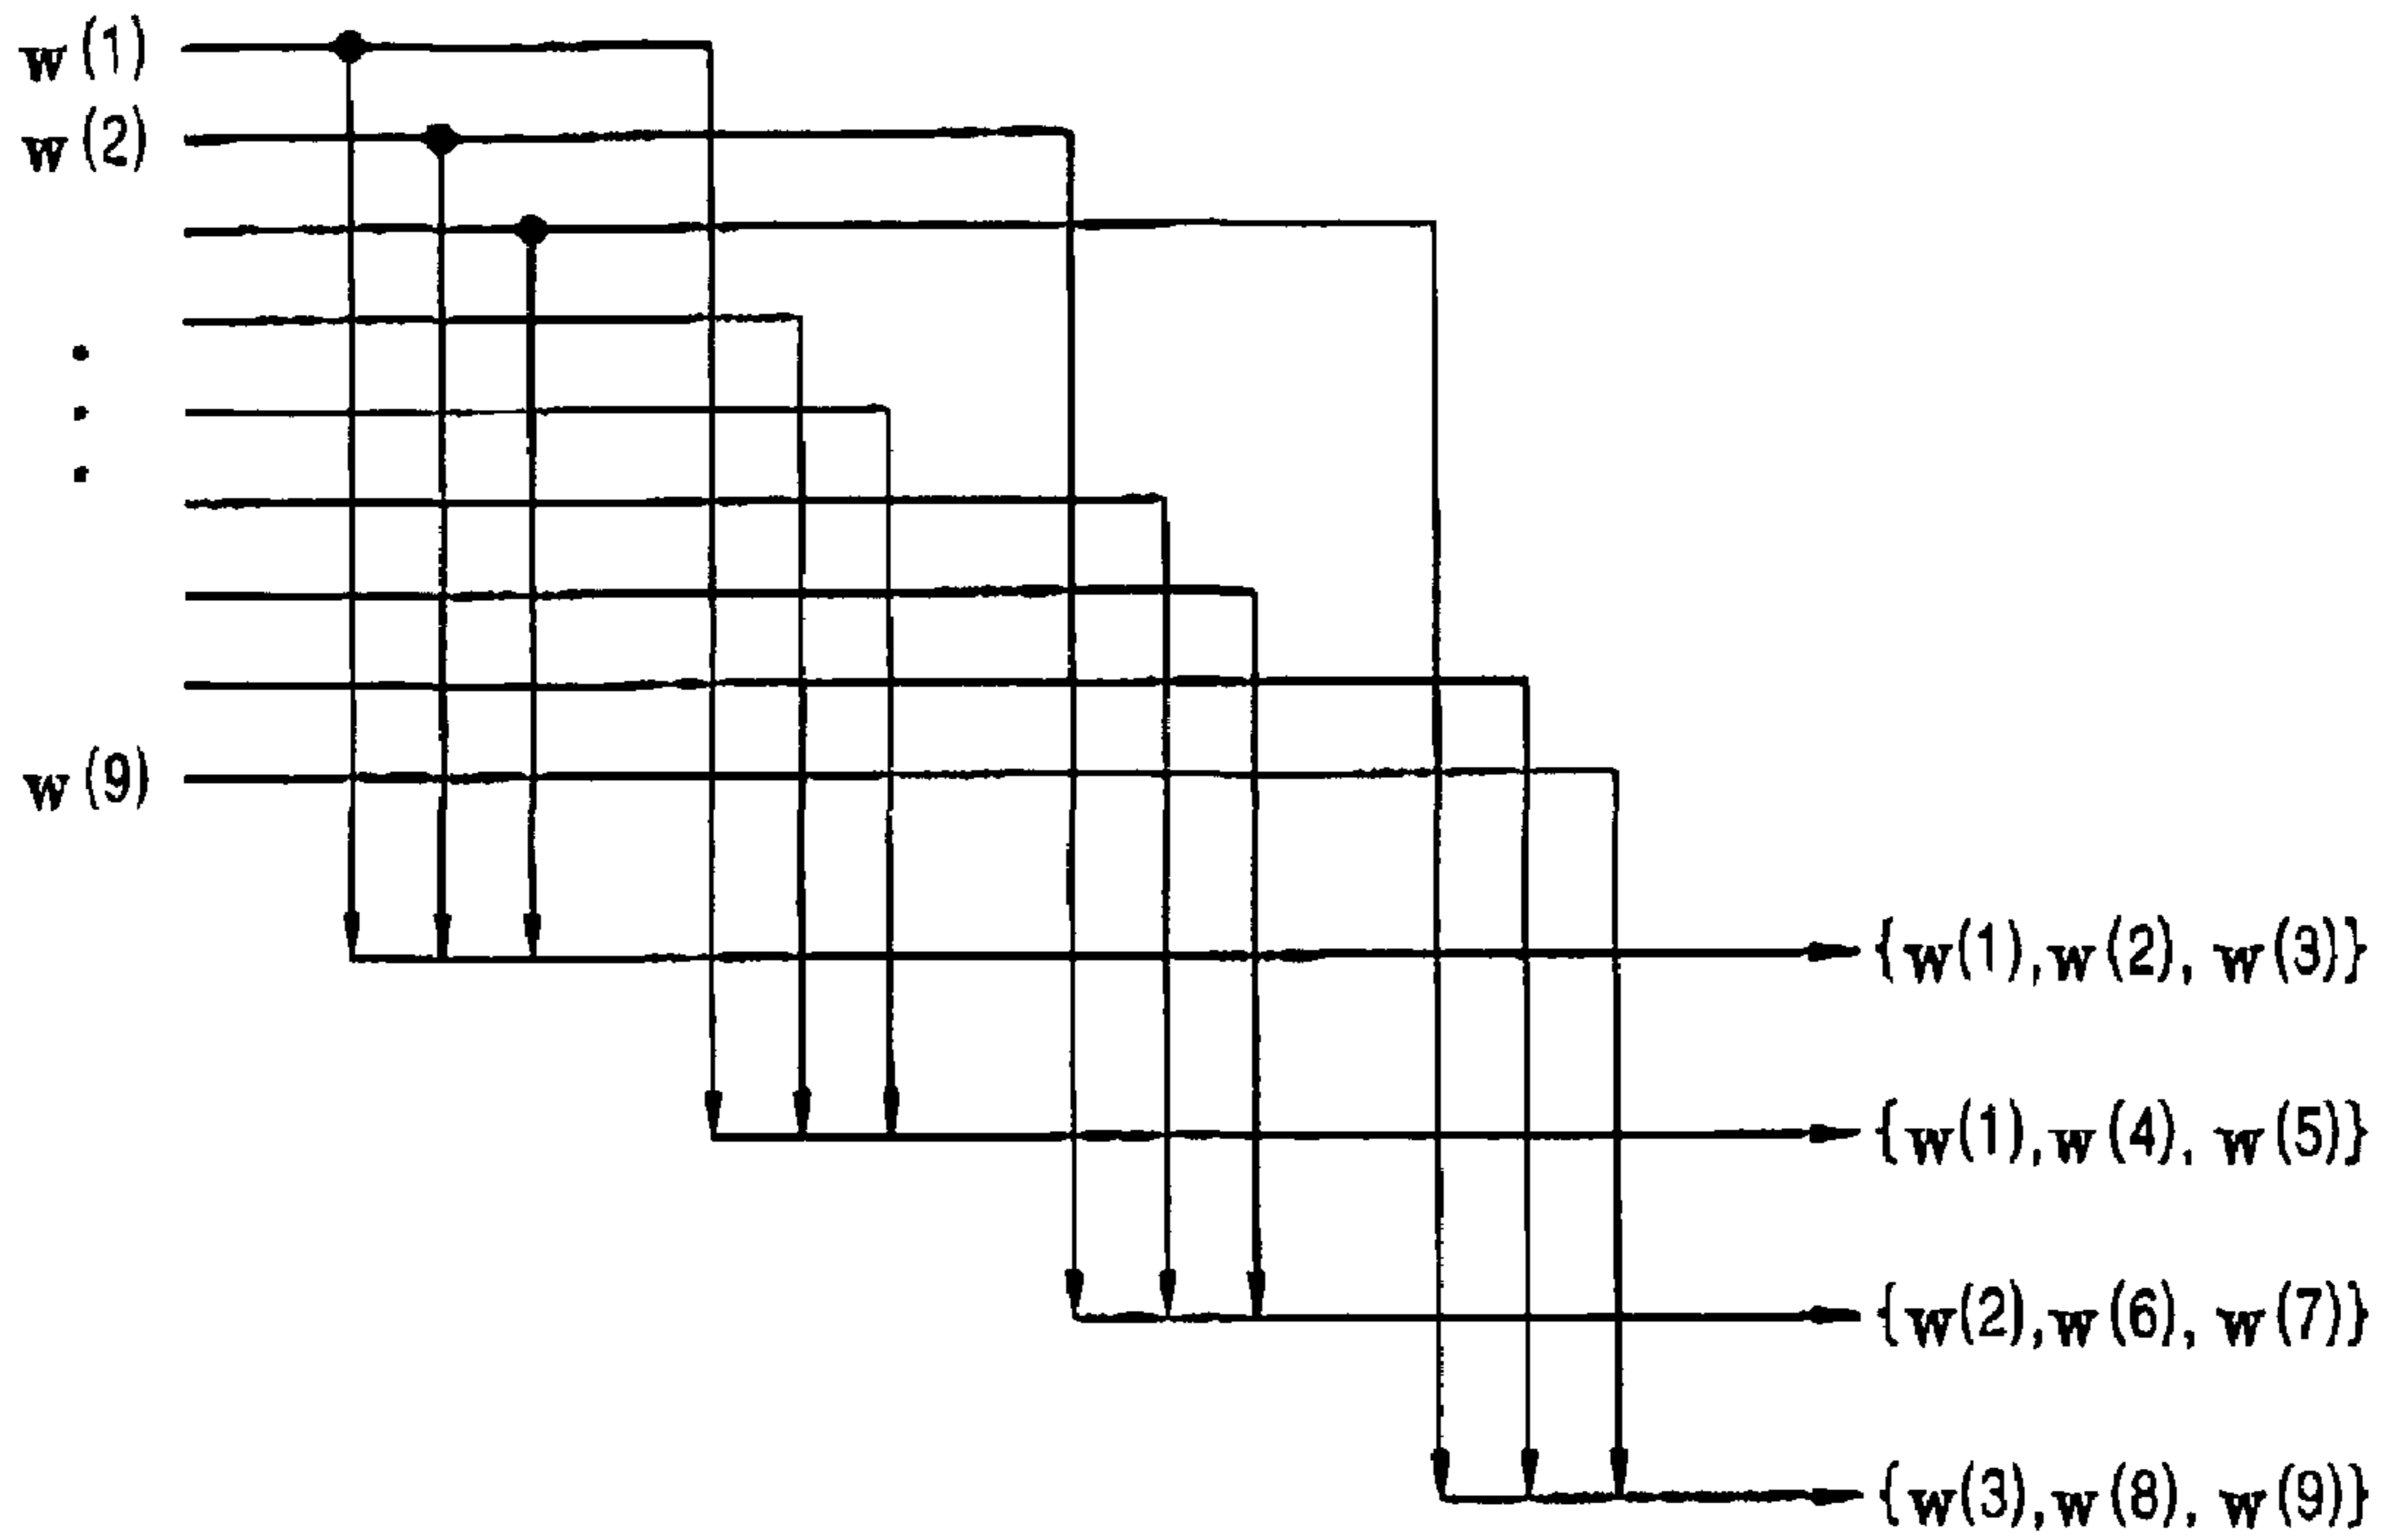 w(1)
w(2)
w(9)
{w(1),w(2), w(3)}
{w(1),w(4), w(5)}
{w(2),w(6), w(7)}
{w(3),w(8), w(9)}